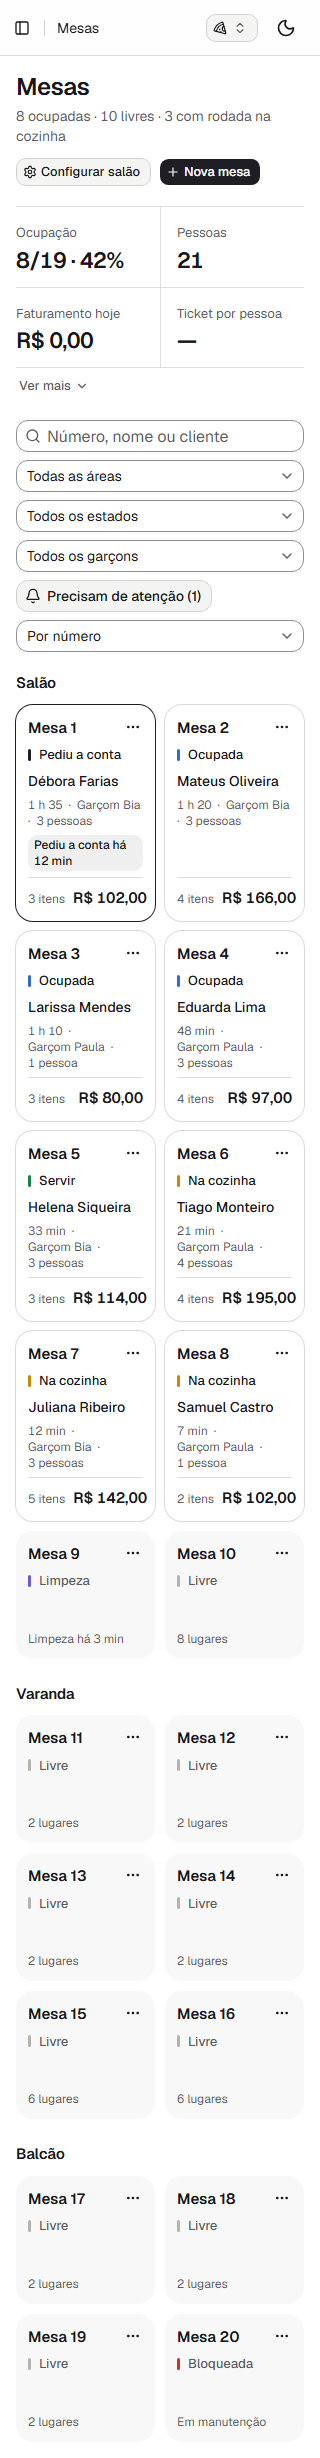 Mesas
Mesas
8 ocupadas · 10 livres · 3 com rodada na
cozinha
Configurar salão
Nova mesa
Ocupação
8/19 · 42%
Pessoas
21
Faturamento hoje
R$ 0,00
Ticket por pessoa
—
Ver mais
Número, nome ou cliente
Todas as áreas
Todos os estados
Todos os garçons
Precisam de atenção (1)
Por número
Salão
Mesa 1
Pediu a conta
Débora Farias
1 h 35 · Garçom Bia
· 3 pessoas
Pediu a conta há
12 min
3 itens R$ 102,00
Mesa 2
Ocupada
Mateus Oliveira
1 h 20 · Garçom Bia
· 3 pessoas
4 itens R$ 166,00
Mesa 3
Ocupada
Larissa Mendes
1 h 10 ·
Garçom Paula ·
1 pessoa
3 itens R$ 80,00
Mesa 4
Ocupada
Eduarda Lima
48 min ·
Garçom Paula ·
3 pessoas
4 itens R$ 97,00
Mesa 5
Servir
Helena Siqueira
33 min ·
Garçom Bia ·
3 pessoas
3 itens R$ 114,00
Mesa 6
Na cozinha
Tiago Monteiro
21 min ·
Garçom Paula ·
4 pessoas
4 itens R$ 195,00
Mesa 7
Na cozinha
Juliana Ribeiro
12 min ·
Garçom Bia ·
3 pessoas
5 itens R$ 142,00
Mesa 8
Na cozinha
Samuel Castro
7 min ·
Garçom Paula ·
1 pessoa
2 itens R$ 102,00
Mesa 9
Limpeza
Limpeza há 3 min
Mesa 10
Livre
8 lugares
Varanda
Mesa 11
Livre
2 lugares
Mesa 12
Livre
2 lugares
Mesa 13
Livre
2 lugares
Mesa 14
Livre
2 lugares
Mesa 15
Livre
6 lugares
Mesa 16
Livre
6 lugares
Balcão
Mesa 17
Livre
2 lugares
Mesa 18
Livre
2 lugares
Mesa 19
Livre
2 lugares
Mesa 20
Bloqueada
Em manutenção